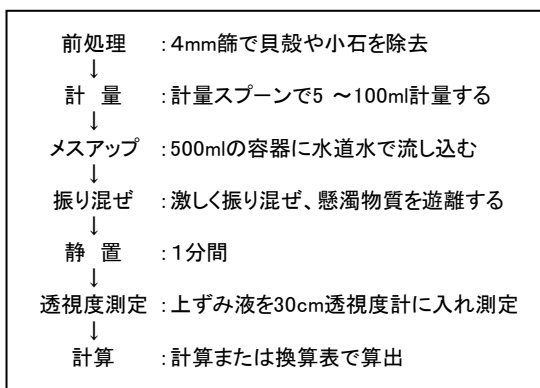 前処理 ：4mm篩で貝殻や小石を除去
↓
計 量 ：計量スプーンで5 ～100ml計量する
↓
メスアップ ：500mlの容器に水道水で流し込む
↓
振り混ぜ ：激しく振り混ぜ、懸濁物質を遊離する
↓
静 置 ：1分間
↓
透視度測定 ：上ずみ液を30cm透視度計に入れ測定
↓
計算 ：計算または換算表で算出